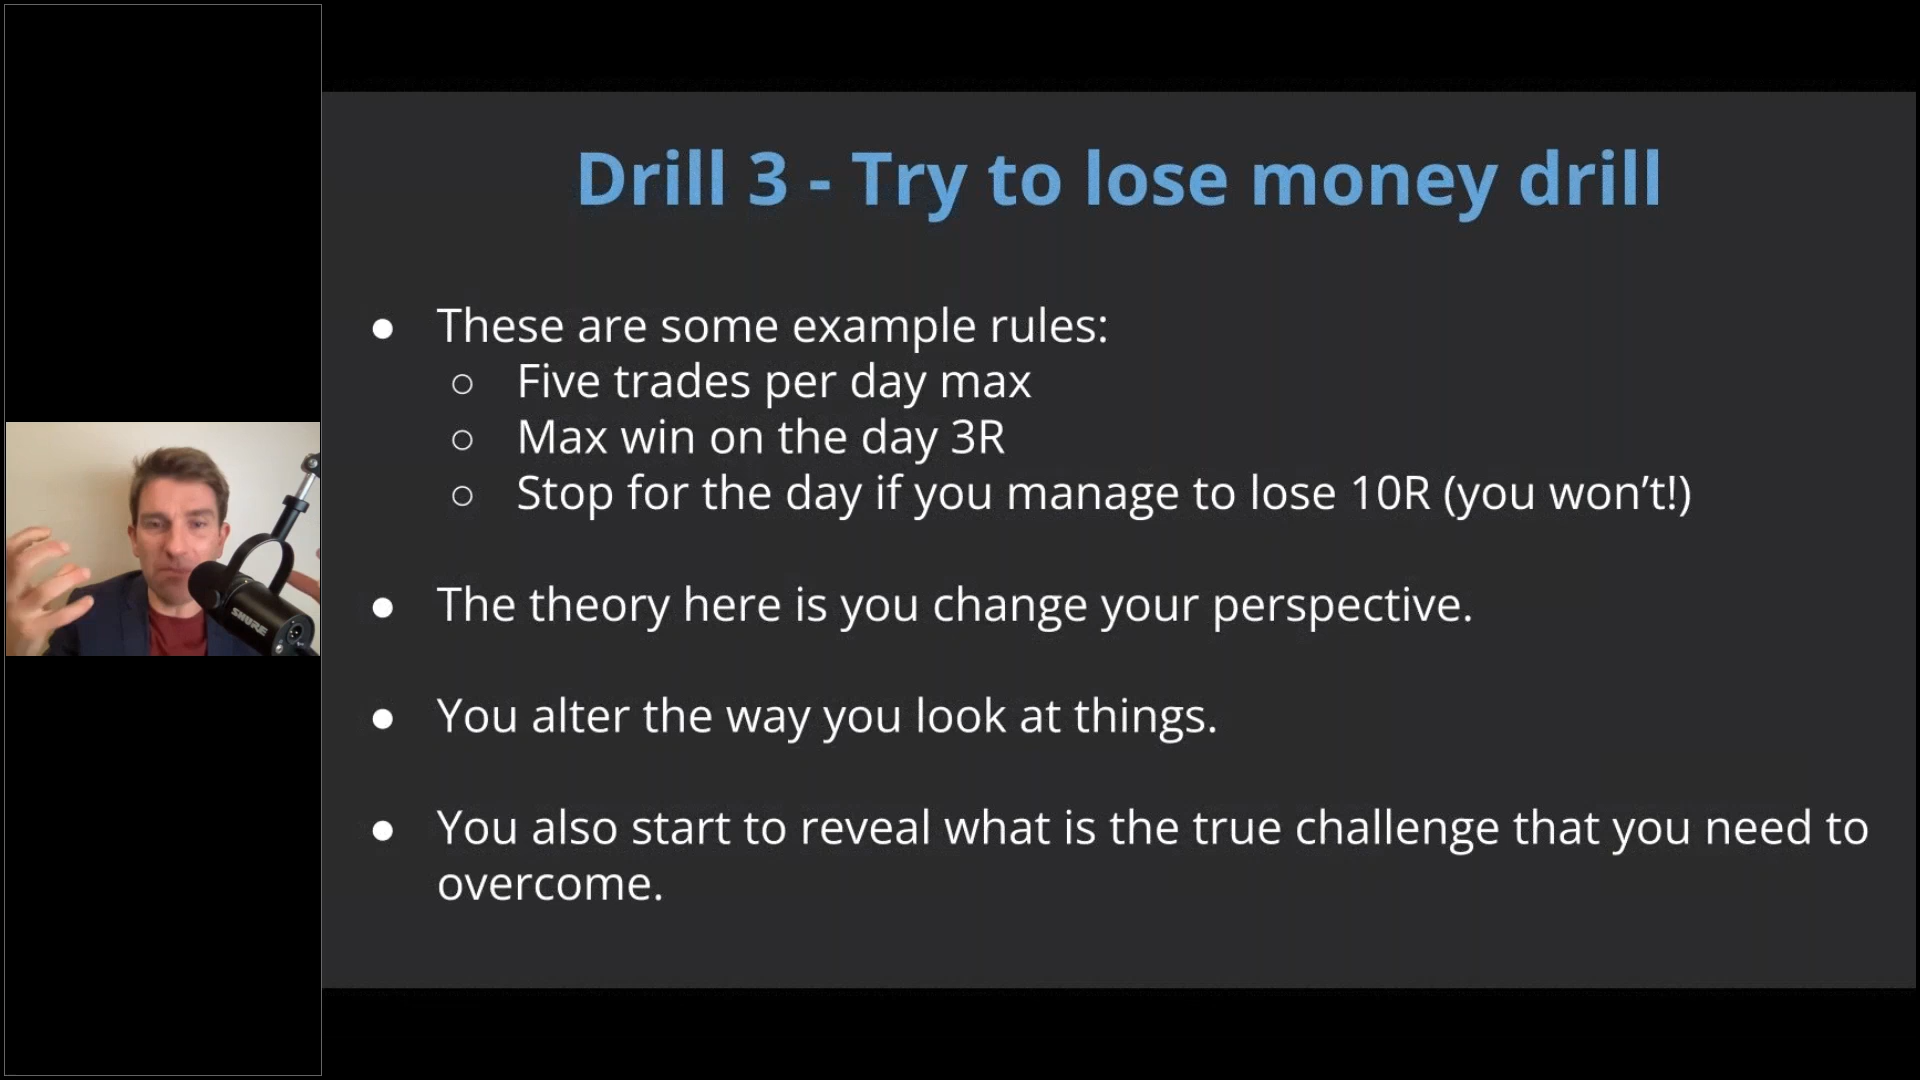 Drill 3 - Try to lose money drill
● These are some example rules:
○ Five trades per day max
○ Max win on the day 3R
○ Stop for the day if you manage to lose 10R (you won’t!)
● The theory here is you change your perspective.
● You alter the way you look at things.
● You also start to reveal what is the true challenge that you need to
overcome.
SHURE